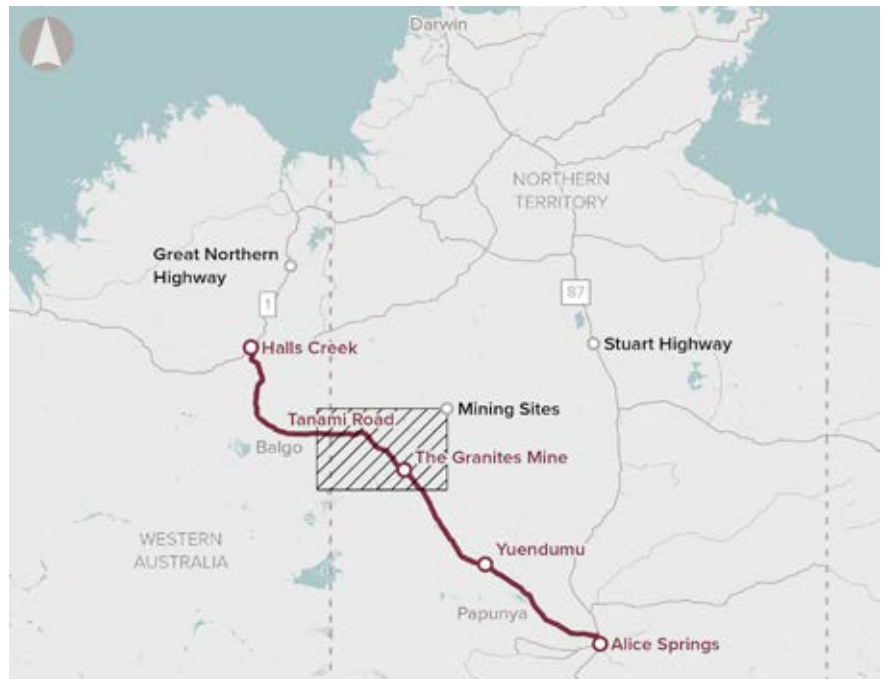 Darwin
NORTHERN
TERRITORY
Great Northern
Highway
87
1
Stuart Highway
Halls Creek
Mining Sites
Tanami Road
Balgo
The Granites Mine
WESTERN
AUSTRALIA
Yuendumu
Papunya
Alice Springs